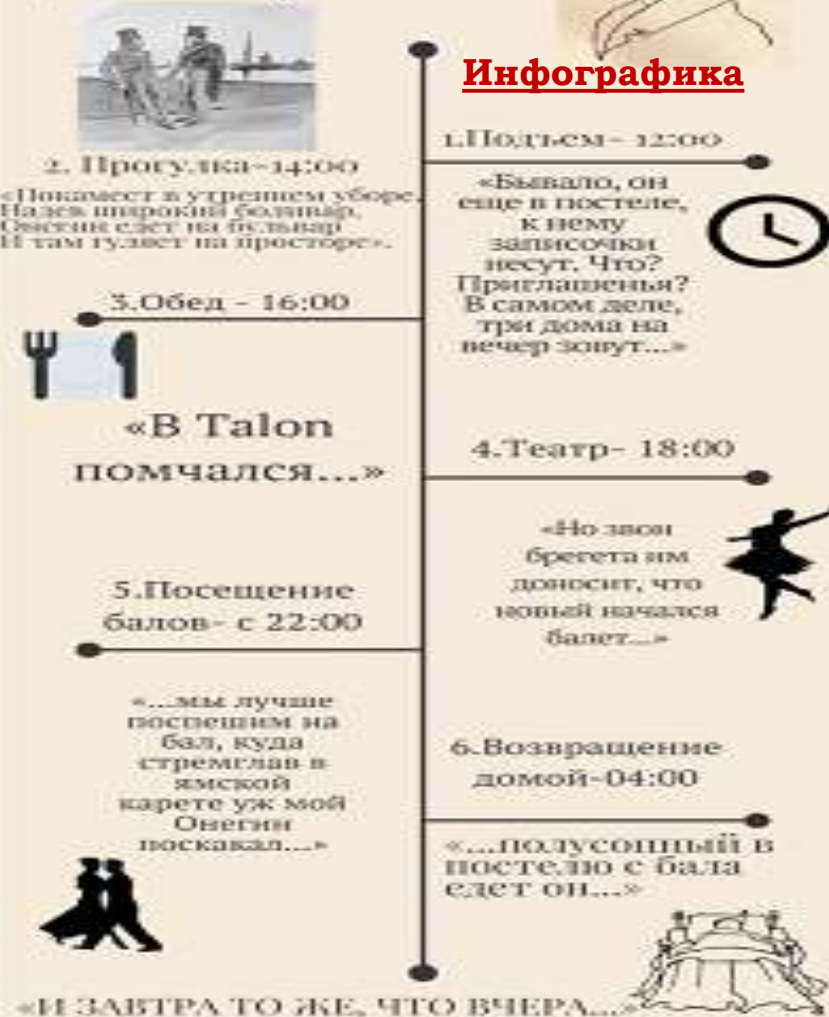 Инфографика
1.Подъем- 12:00
«Бывало, он
еще в постеле,
к нему
записочки
несут. Что?
Приглашенья?
В самом деле,
три дома на
вечер зовут...»
2. Прогулка-14:00
«Покамест в утреннем уборе,
Надев широкий боливар,
Онегин едет на бульвар
И там гуляет на просторе».
3.Обед - 16:00
«В Talon
помчался...»
4.Театр- 18:00
«Но звон
брегета им
доносит, что
новый начался
балет...»
5.Посещение
балов- с 22:00
«...мы лучше
поспешим на
бал, куда
стремглав в
ямской
карете уж мой
Онегин
поскакал...»
6.Возвращение
домой-04:00
«...полусонный в
постелю с бала
едет он...»
«И ЗАВТРА ТО ЖЕ, ЧТО ВЧЕРА...»